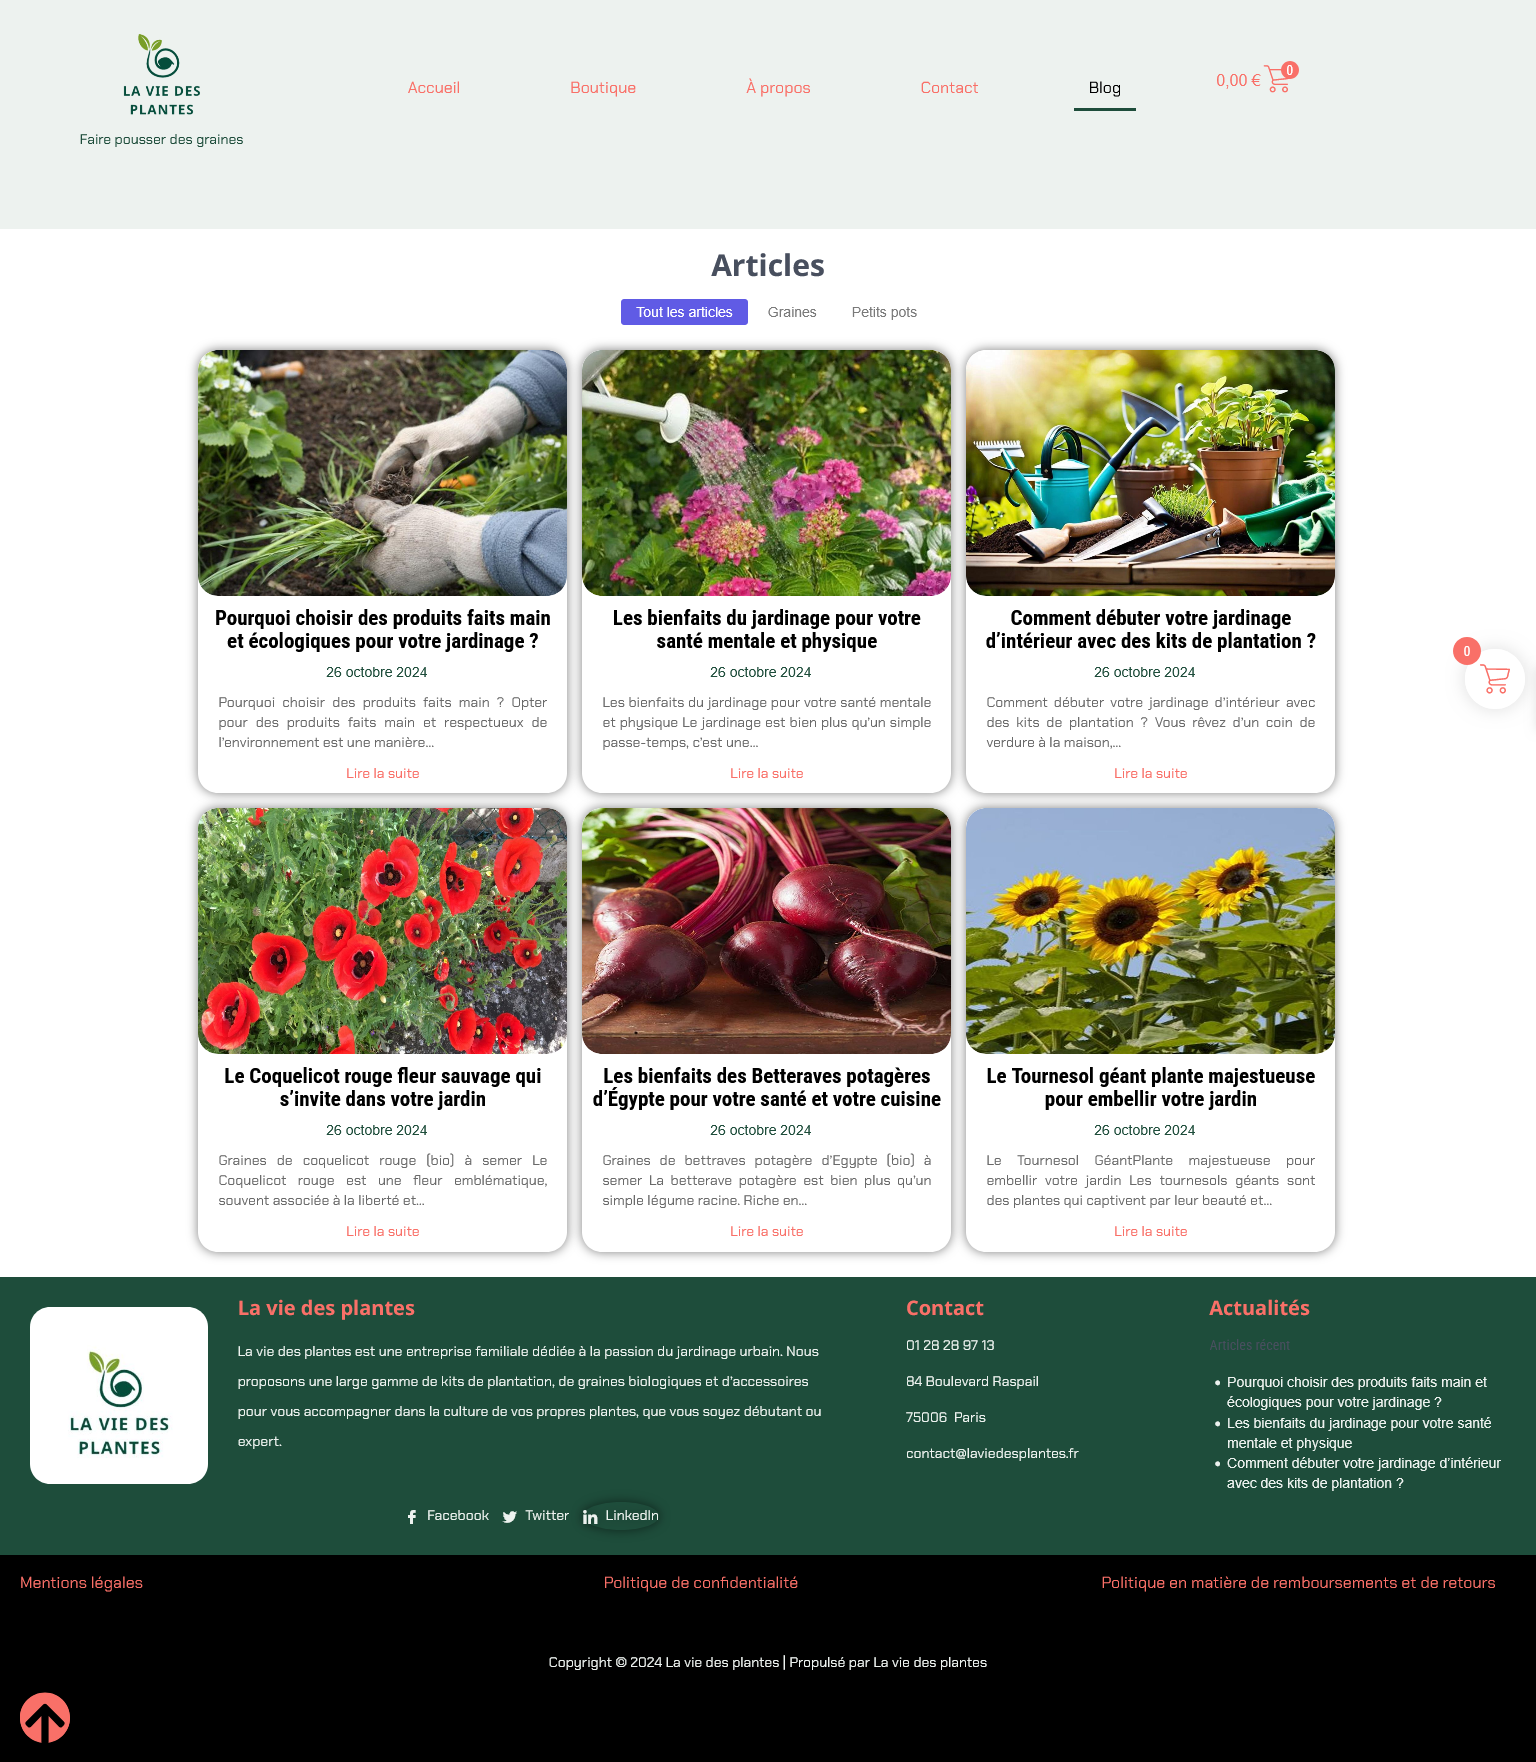 LA VIE DES
PLANTES
Faire pousser des graines
Accueil
Boutique
À propos
Contact
Blog
0,00 €
0
Articles
Tout les articles
Graines
Petits pots
Pourquoi choisir des produits faits main
et écologiques pour votre jardinage ?
26 octobre 2024
Pourquoi choisir des produits faits main ? Opter
pour des produits faits main et respectueux de
l'environnement est une manière...
Lire la suite
Les bienfaits du jardinage pour votre
santé mentale et physique
26 octobre 2024
Les bienfaits du jardinage pour votre santé mentale
et physique Le jardinage est bien plus qu'un simple
passe-temps, c'est une...
Lire la suite
Comment débuter votre jardinage
d'intérieur avec des kits de plantation ?
26 octobre 2024
Comment débuter votre jardinage d'intérieur avec
des kits de plantation ? Vous rêvez d'un coin de
verdure à la maison,...
Lire la suite
0
Le Coquelicot rouge fleur sauvage qui
s'invite dans votre jardin
26 octobre 2024
Graines de coquelicot rouge (bio) à semer Le
Coquelicot rouge est une fleur emblématique,
souvent associée à la liberté et...
Lire la suite
Les bienfaits des Betteraves potagères
d'Égypte pour votre santé et votre cuisine
26 octobre 2024
Graines de bettraves potagère d'Egypte (bio) à
semer La betterave potagère est bien plus qu'un
simple légume racine. Riche en...
Lire la suite
Le Tournesol géant plante majestueuse
pour embellir votre jardin
26 octobre 2024
Le Tournesol GéantPlante majestueuse pour
embellir votre jardin Les tournesols géants sont
des plantes qui captivent par leur beauté et...
Lire la suite
LA VIE DES
PLANTES
La vie des plantes
La vie des plantes est une entreprise familiale dédiée à la passion du jardinage urbain. Nous
proposons une large gamme de kits de plantation, de graines biologiques et d'accessoires
pour vous accompagner dans la culture de vos propres plantes, que vous soyez débutant ou
expert.
Facebook
Twitter
LinkedIn
Contact
01 28 28 97 13
84 Boulevard Raspail
75006 Paris
contact@laviedesplantes.fr
Actualités
Articles récent
• Pourquoi choisir des produits faits main et
écologiques pour votre jardinage ?
• Les bienfaits du jardinage pour votre santé
mentale et physique
• Comment débuter votre jardinage d'intérieur
avec des kits de plantation ?
Mentions légales
Politique de confidentialité
Politique en matière de remboursements et de retours
Copyright © 2024 La vie des plantes | Propulsé par La vie des plantes